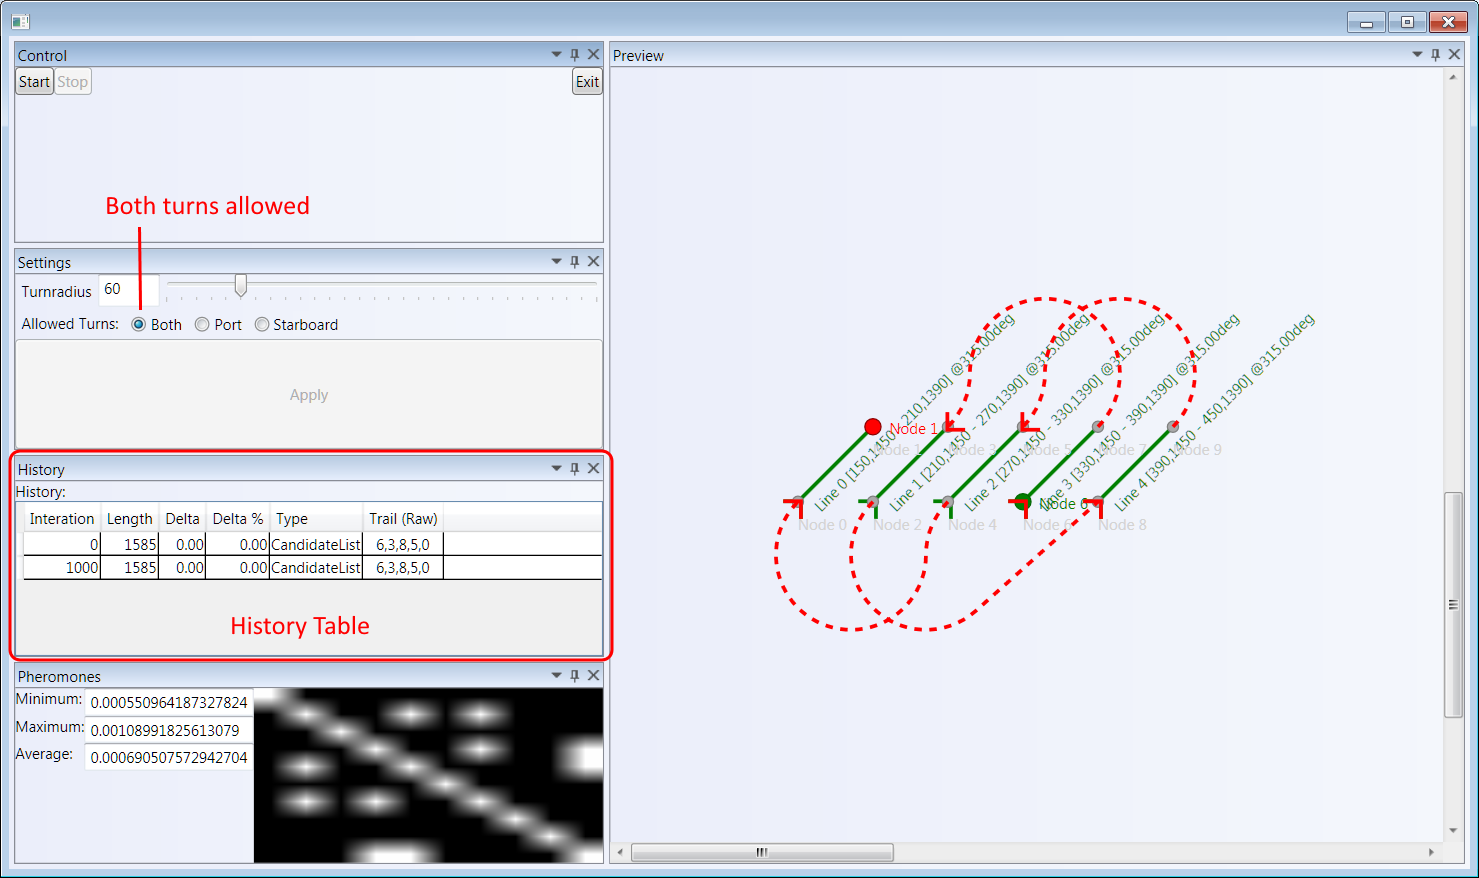 Control
Start Stop Exit
Both turns allowed
Settings
Turnradius 60
Allowed Turns: Both Port Starboard
Apply
History
History:
Interation Length Delta Delta % Type Trail (Raw)
0 1585 0.00 0.00 CandidateList 6,3,8,5,0
1000 1585 0.00 0.00 CandidateList 6,3,8,5,0
History Table
Pheromones
Minimum: 0.000550964187327824
Maximum: 0.00108991825613079
Average: 0.000690507572942704
Preview
Line 0 [150,1450 - 210,1390] @315.00deg
Line 1 [210,1450 - 270,1390] @315.00deg
Line 2 [270,1450 - 330,1390] @315.00deg
Line 3 [330,1450 - 390,1390] @315.00deg
Line 4 [390,1450 - 450,1390] @315.00deg
Node 1
Node 1 Node 3 Node 5 Node 7 Node 9
Node 6
Node 0 Node 2 Node 4 Node 6 Node 8